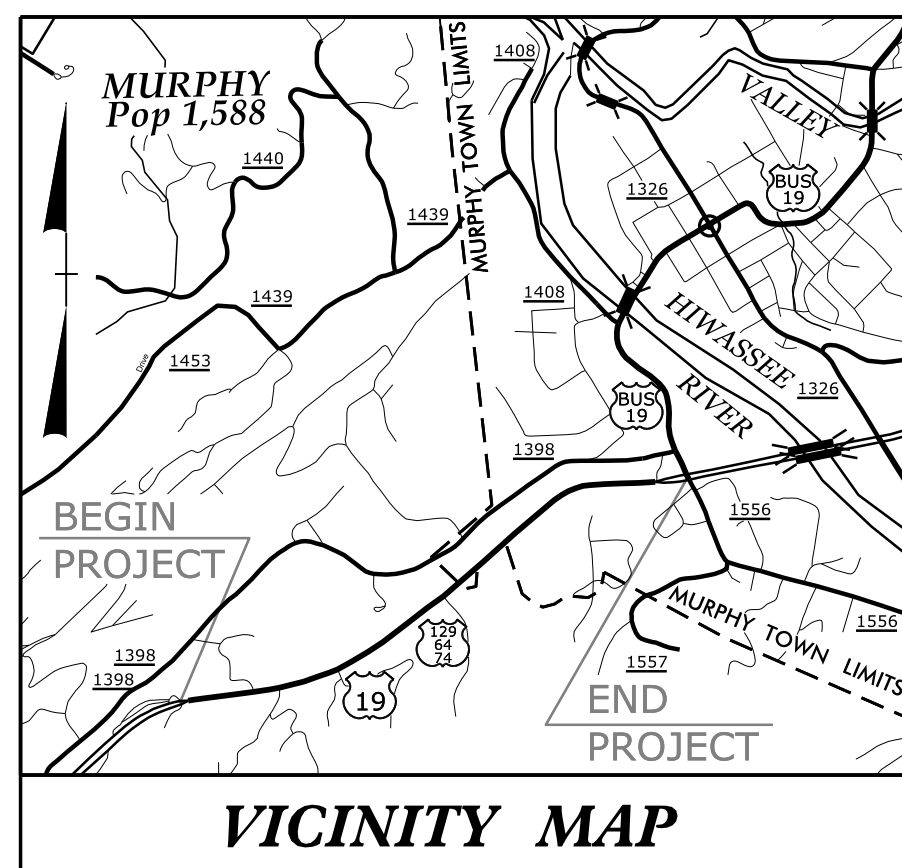 MURPHY
Pop 1,588
MURPHY TOWN LIMITS
1408
VALLEY
BUS
19
1440
1326
1439
1439
1408
HIWASSEE
RIVER
Drive
1453
1326
BUS
19
1398
BEGIN
PROJECT
1556
MURPHY TOWN LIMITS
1556
129
64
74
1398
1398
1557
19
END
PROJECT
VICINITY MAP